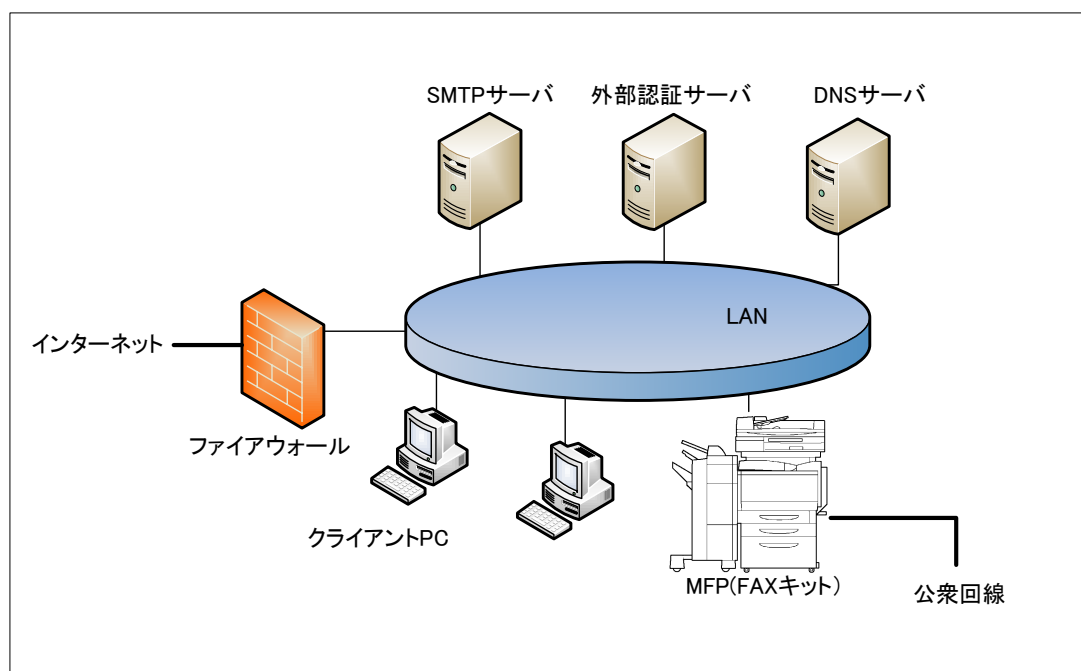 SMTPサーバ
外部認証サーバ
DNSサーバ
LAN
インターネット
ファイアウォール
クライアントPC
MFP(FAXキット)
公衆回線